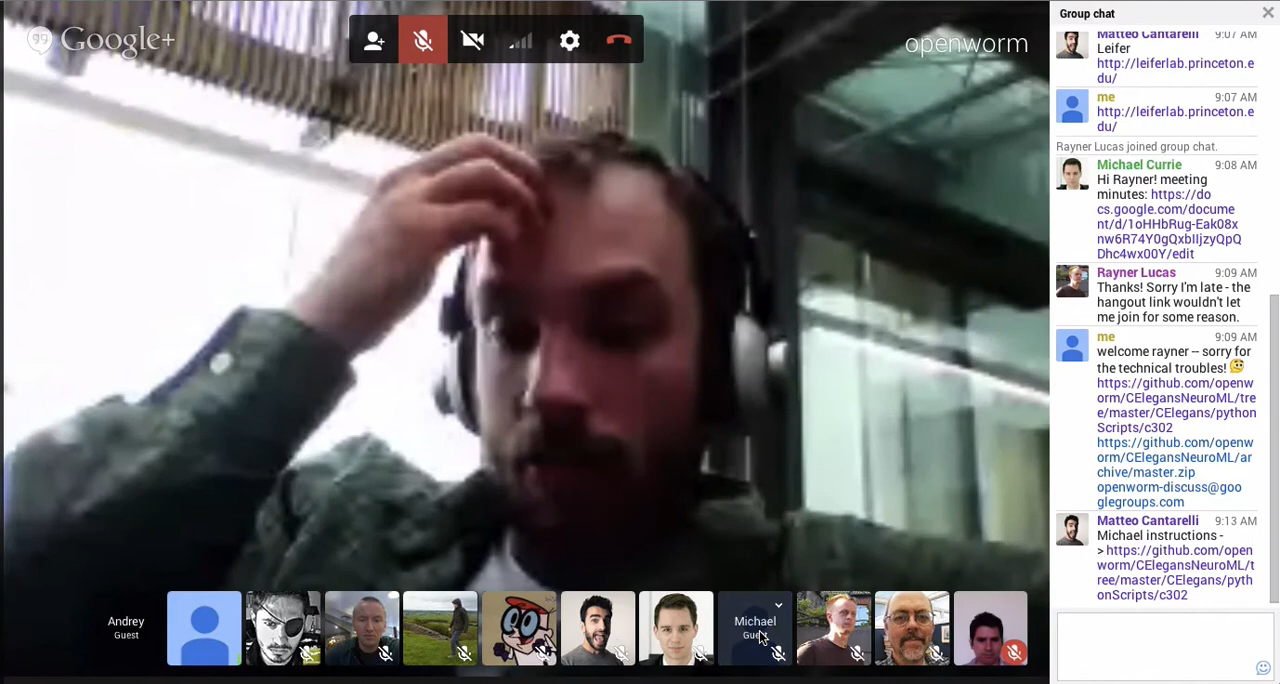 Google+
openworm
Andrey
Guest
Michael
Guest
Group chat
Matteo Cantarelli 9:07 AM
Leifer
http://leiferlab.princeton.e
du/
me 9:07 AM
http://leiferlab.princeton.e
du/
Rayner Lucas joined group chat.
Michael Currie 9:08 AM
Hi Rayner! meeting
minutes: https://do
cs.google.com/docume
nt/d/1oHHbRug-Eak08x
nw6R74Y0gQxbIIjzyQpQ
Dhc4wx00Y/edit
Rayner Lucas 9:09 AM
Thanks! Sorry I'm late - the
hangout link wouldn't let
me join for some reason.
me 9:09 AM
welcome rayner -- sorry for
the technical troubles!
https://github.com/openw
orm/CElegansNeuroML/tre
e/master/CElegans/python
Scripts/c302
https://github.com/openw
orm/CElegansNeuroML/ar
chive/master.zip
openworm-discuss@goo
glegroups.com
Matteo Cantarelli 9:13 AM
Michael instructions -
> https://github.com/open
worm/CElegansNeuroML/t
ree/master/CElegans/pyth
onScripts/c302